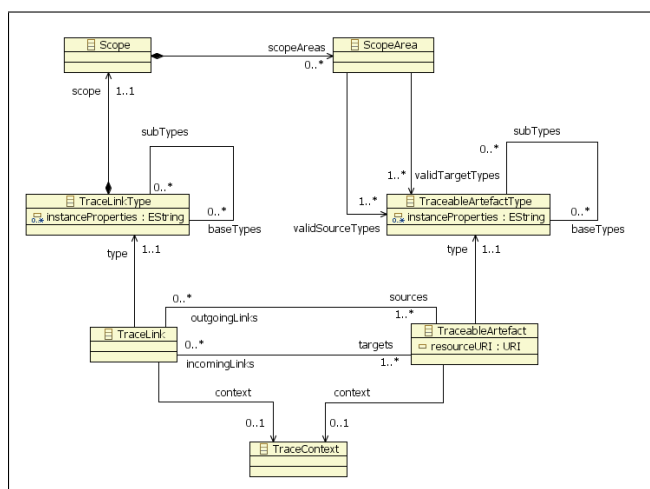 Scope
scopeAreas
0..*
ScopeArea
scope
1..1
subTypes
0..*
subTypes
0..*
1..*
validTargetTypes
TraceLinkType
0..* instanceProperties : EString
0..*
baseTypes
1..*
validSourceTypes
TraceableArtefactType
0..* instanceProperties : EString
0..*
baseTypes
type
1..1
type
1..1
0..*
outgoingLinks
sources
1..*
TraceLink
0..*
incomingLinks
targets
1..*
TraceableArtefact
resourceURI : URI
context
0..1
context
0..1
TraceContext